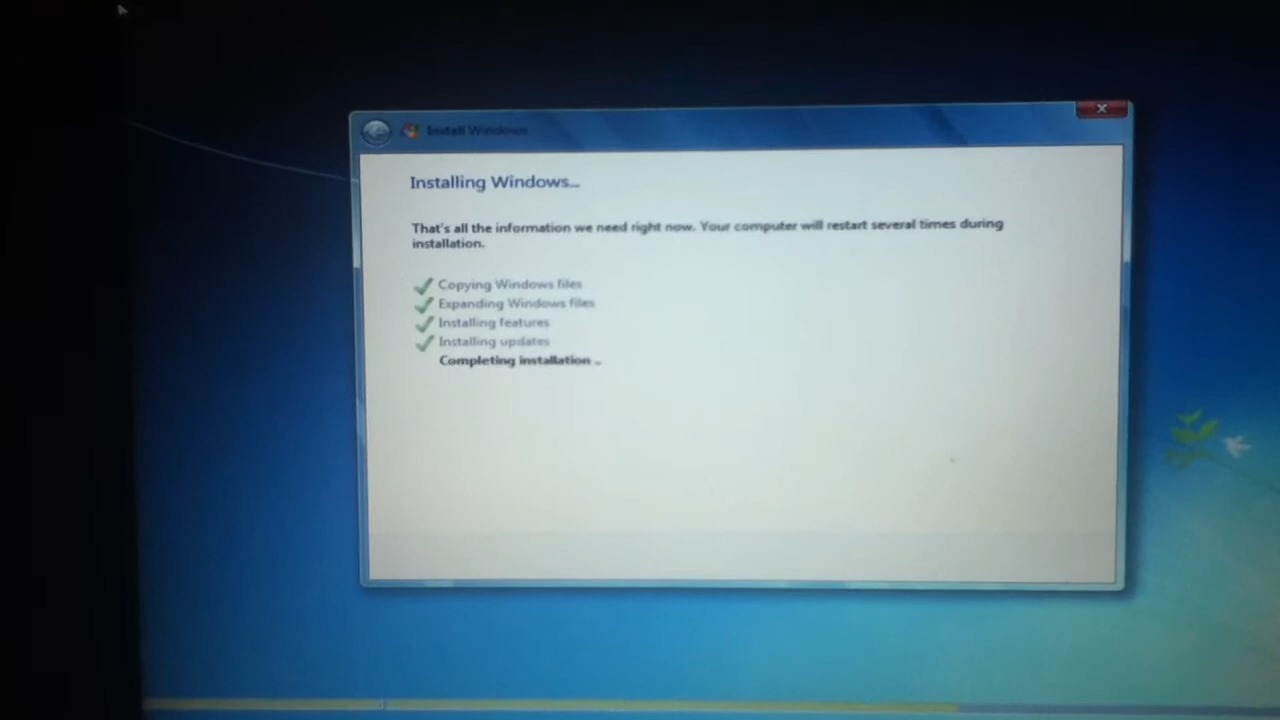 Install Windows
Installing Windows...
That's all the information we need right now. Your computer will restart several times during
installation.
Copying Windows files
Expanding Windows files
Installing features
Installing updates
Completing installation ..